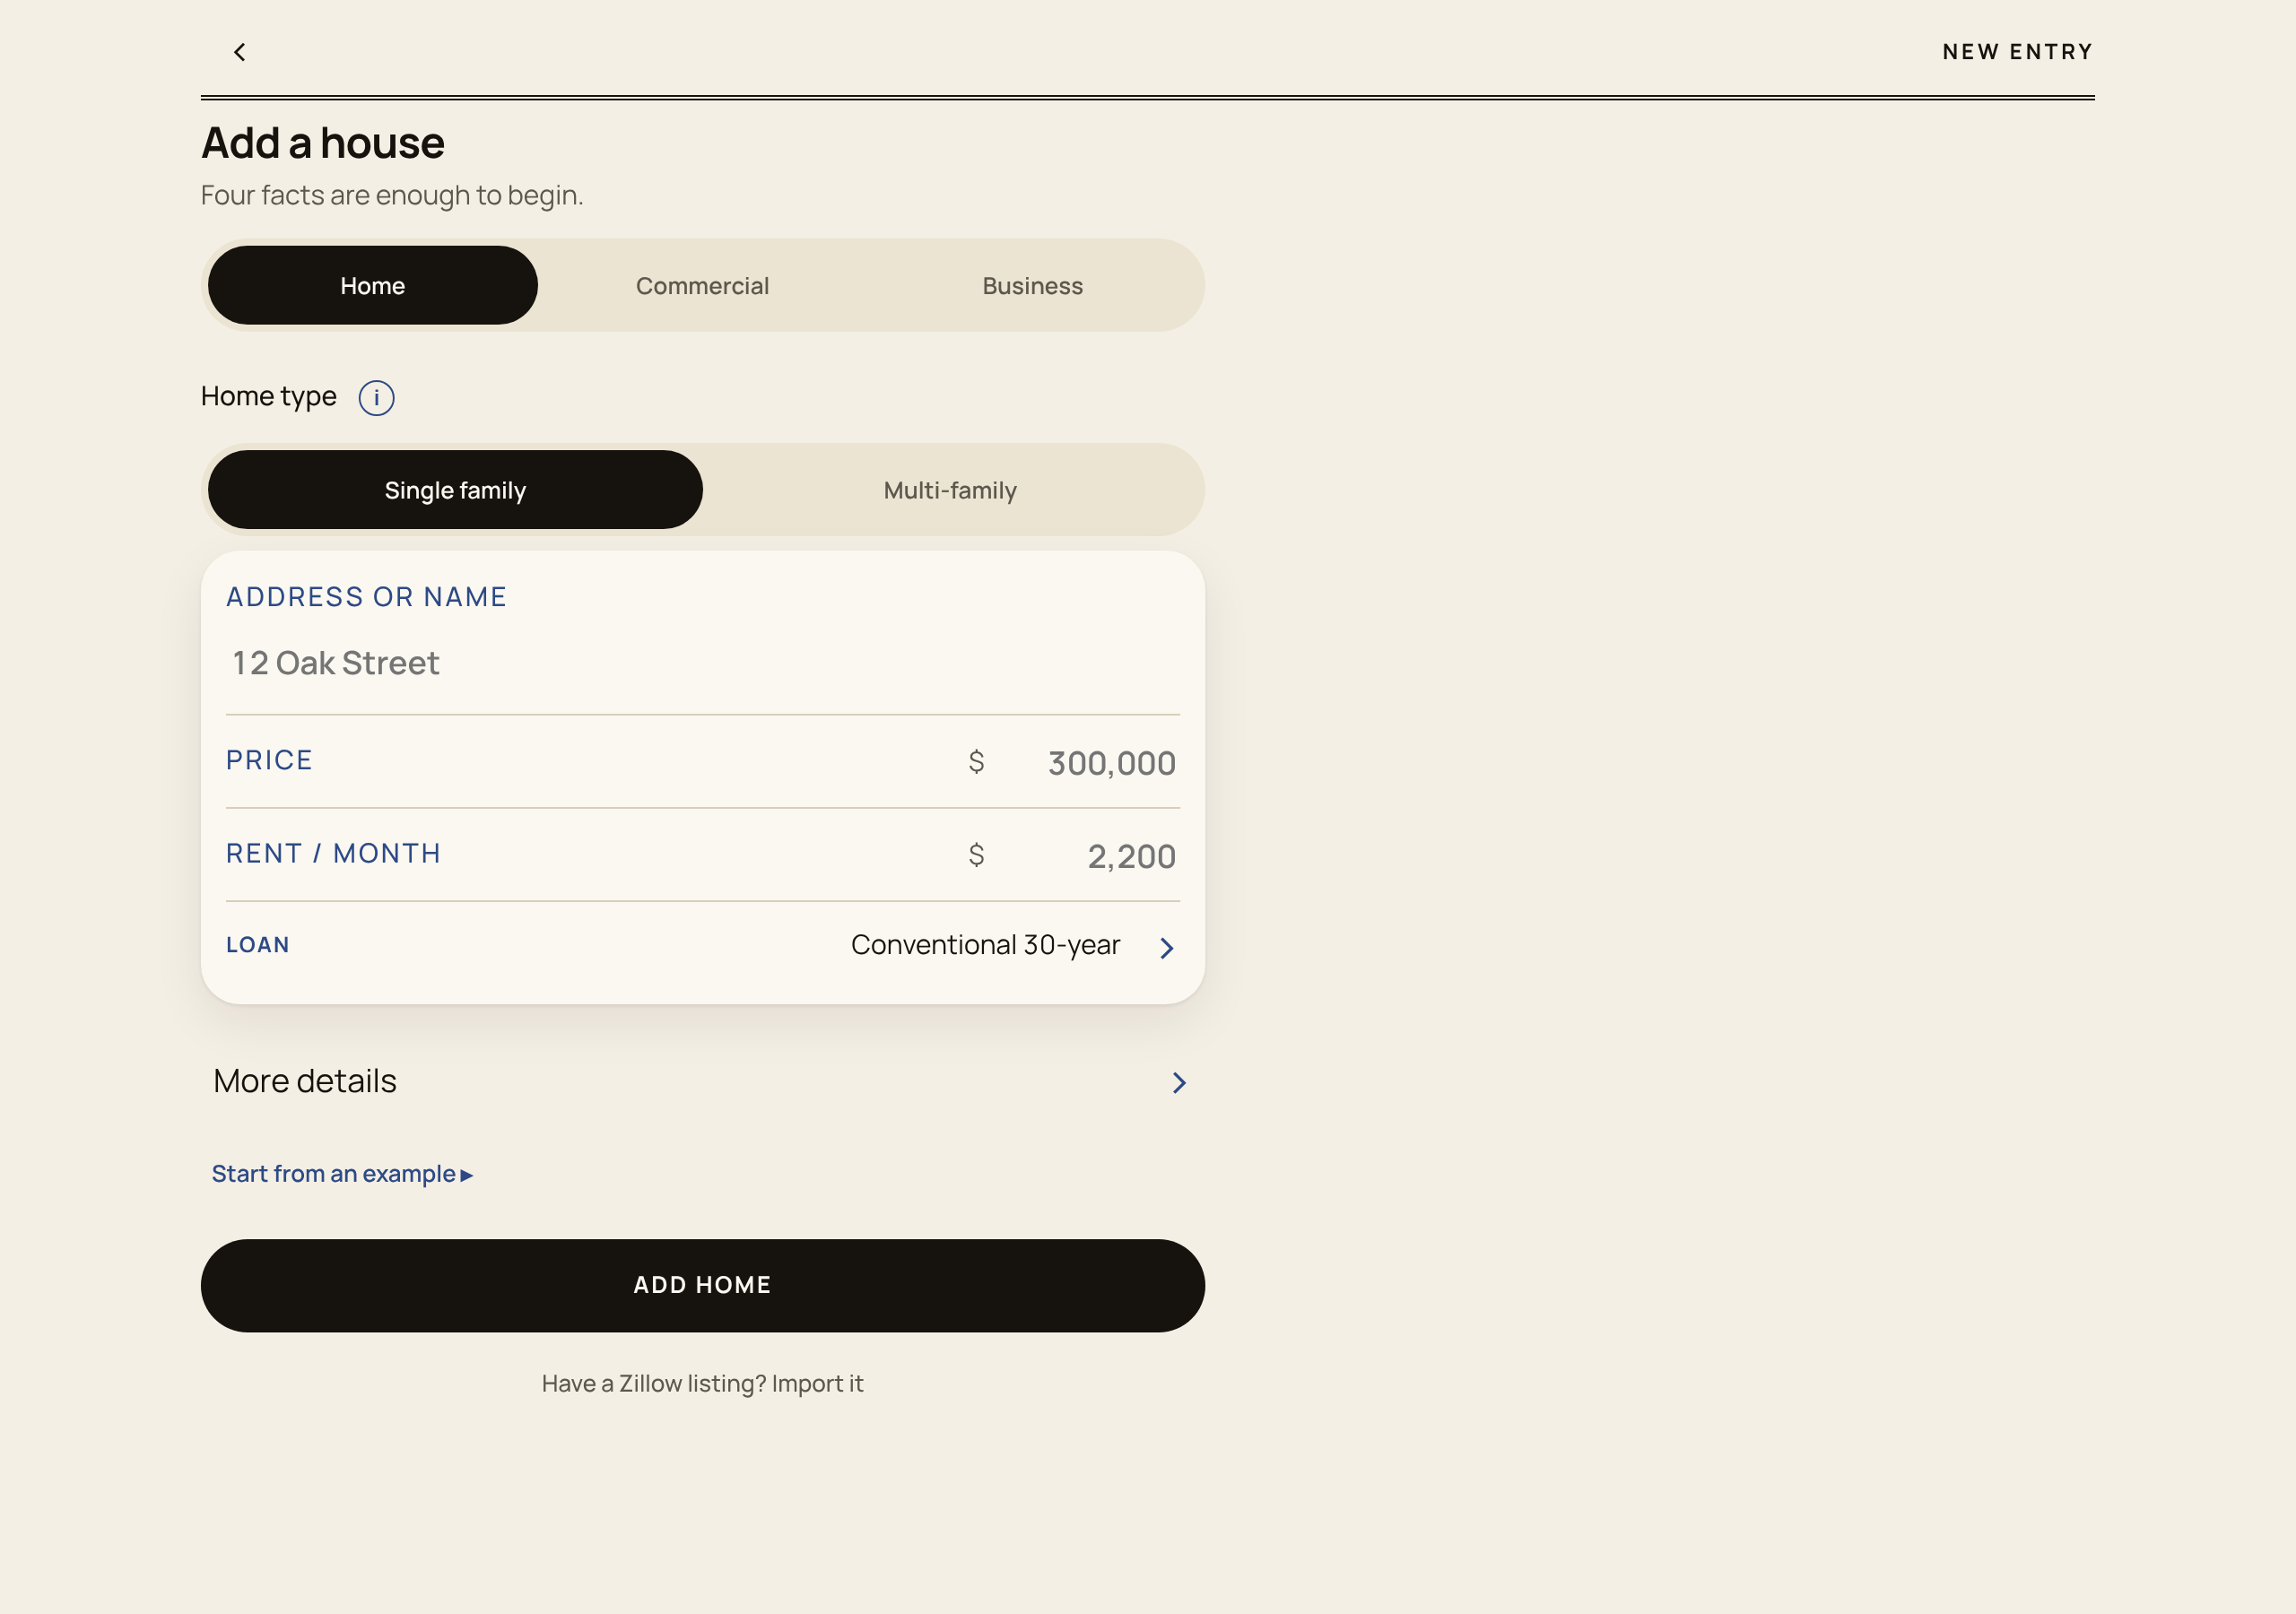 NEW ENTRY
Add a house
Four facts are enough to begin.
Home Commercial Business
Home type i
Single family Multi-family
ADDRESS OR NAME
12 Oak Street
PRICE $ 300,000
RENT / MONTH $ 2,200
LOAN Conventional 30-year
More details
Start from an example ▸
ADD HOME
Have a Zillow listing? Import it